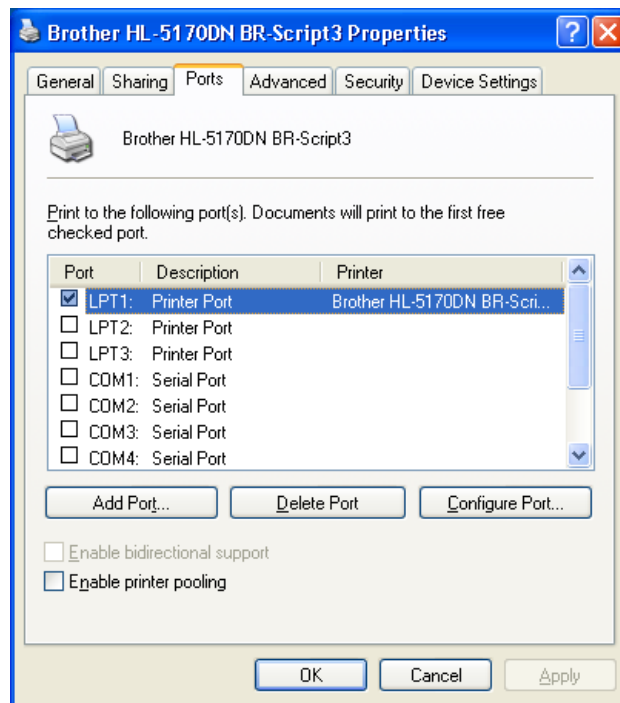 Brother HL-5170DN BR-Script3 Properties
General Sharing Ports Advanced Security Device Settings
Brother HL-5170DN BR-Script3
Print to the following port(s). Documents will print to the first free
checked port.
Port Description Printer
LPT1: Printer Port Brother HL-5170DN BR-Scri...
LPT2: Printer Port
LPT3: Printer Port
COM1: Serial Port
COM2: Serial Port
COM3: Serial Port
COM4: Serial Port
Add Port... Delete Port Configure Port...
Enable bidirectional support
Enable printer pooling
OK Cancel Apply